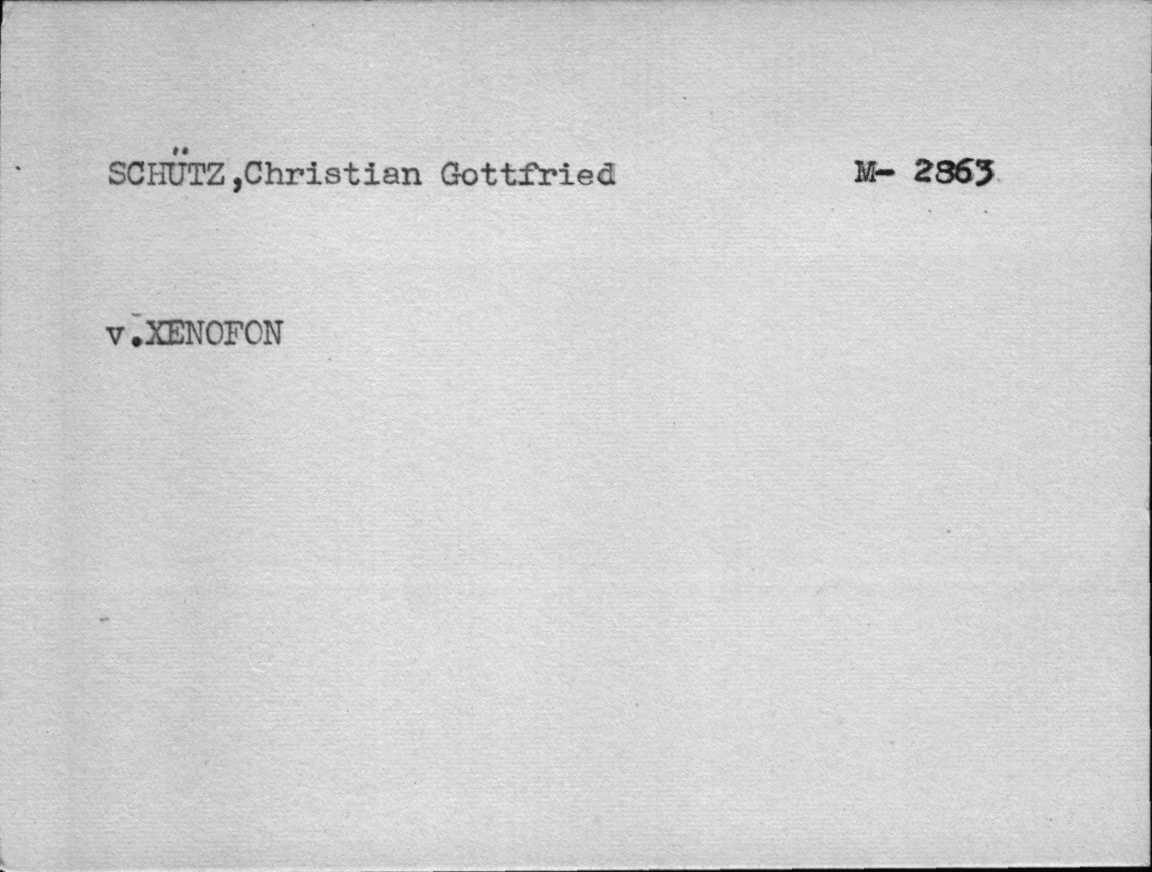 SCHÜTZ,Christian Gottfried M- 2863
v.XENOFON